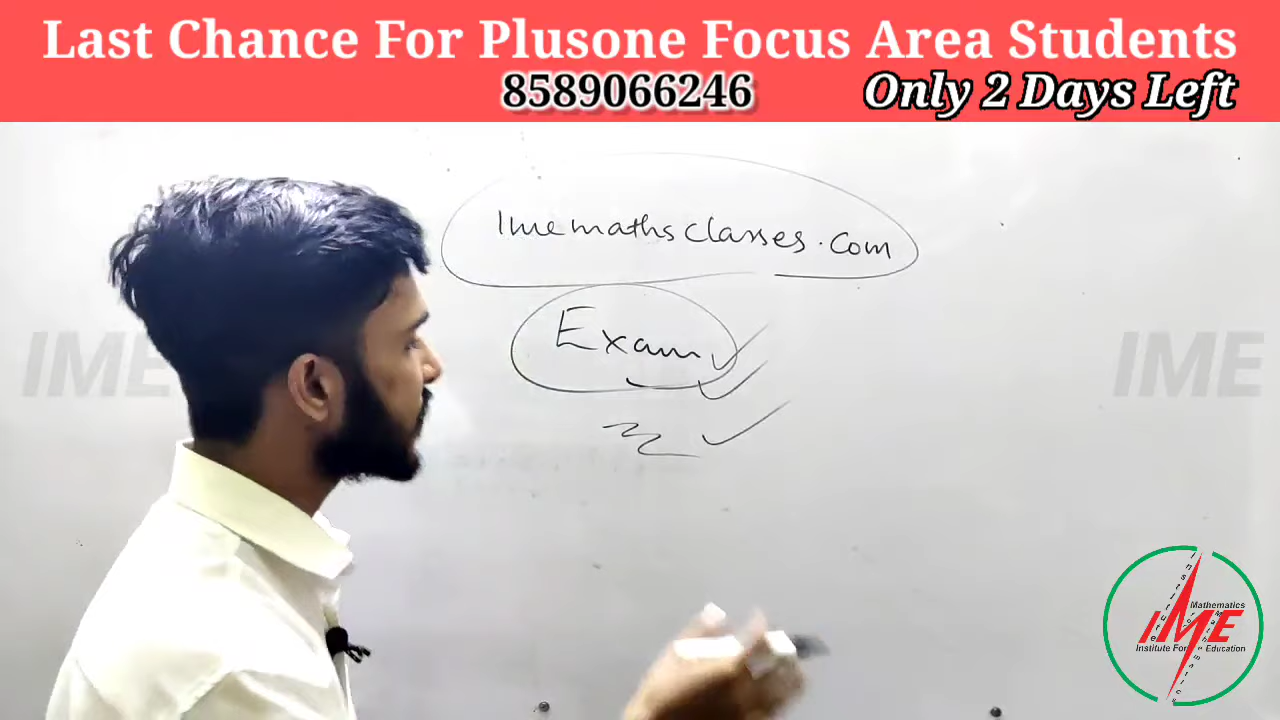 Last Chance For Plusone Focus Area Students
8589066246
Only 2 Days Left
Imemathsclasses.com
Exam
IME
IME
Mathematics
IME
Institute For Education